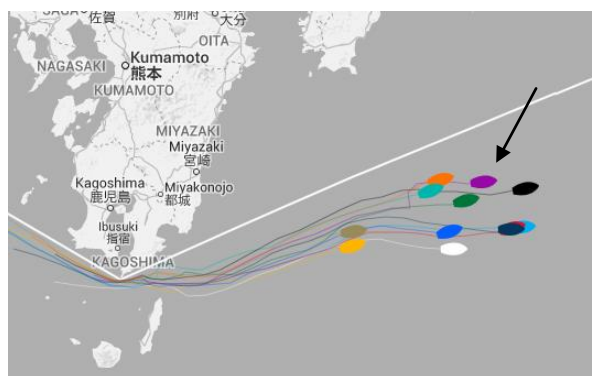 佐賀
別府
大分
OITA
Kumamoto
熊本
NAGASAKI
KUMAMOTO
MIYAZAKI
Miyazaki
宮崎
Kagoshima
鹿児島
Miyakonojo
都城
Ibusuki
指宿
KAGOSHIMA